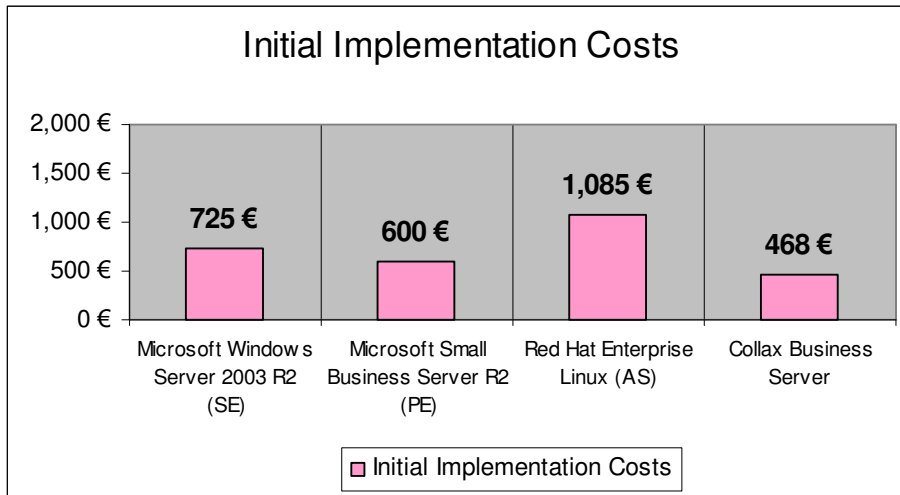 Initial Implementation Costs
2,000 €
1,500 €
1,000 €
500 €
0 €
725 €
600 €
1,085 €
468 €
Microsoft Windows
Server 2003 R2
(SE)
Microsoft Small
Business Server R2
(PE)
Red Hat Enterprise
Linux (AS)
Collax Business
Server
Initial Implementation Costs